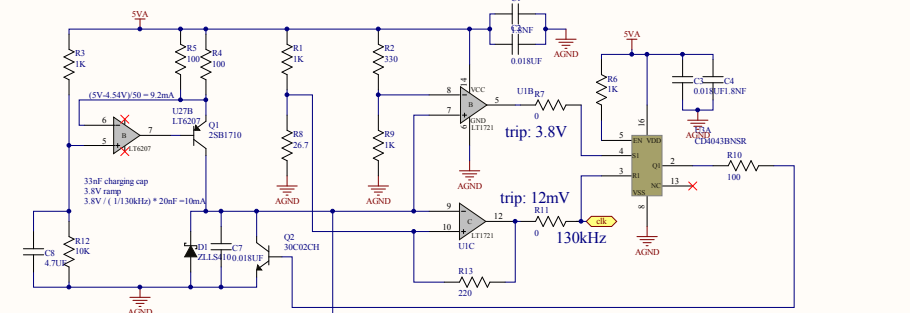 5VA
R3
1K
R5
100
R4
100
R1
1K
R2
330
0.018UF
AGND
5VA
(5V-4.54V)/50 = 9.2mA
U27B
LT6207
6
5
B
7
LT6207
Q1
2SB1710
R8
26.7
AGND
R9
1K
AGND
14
VCC
8
7
B
5
GND
LT1721
6
AGND
U1B
R7
0
trip: 3.8V
R6
1K
C3
0.018UF
C4
1.8NF
AGND
CD4043BNSR
16
5
EN
VDD
4
S1
3
R1
VSS
8
AGND
Q1
2
NC
13
R10
100
33nF charging cap
3.8V ramp
3.8V / ( 1/130kHz) * 20nF =10mA
C8
4.7UF
R12
10K
AGND
D1
ZLLS410
C7
0.018UF
Q2
30C02CH
9
10
C
12
LT1721
U1C
trip: 12mV
R11
0
clk
130kHz
R13
220